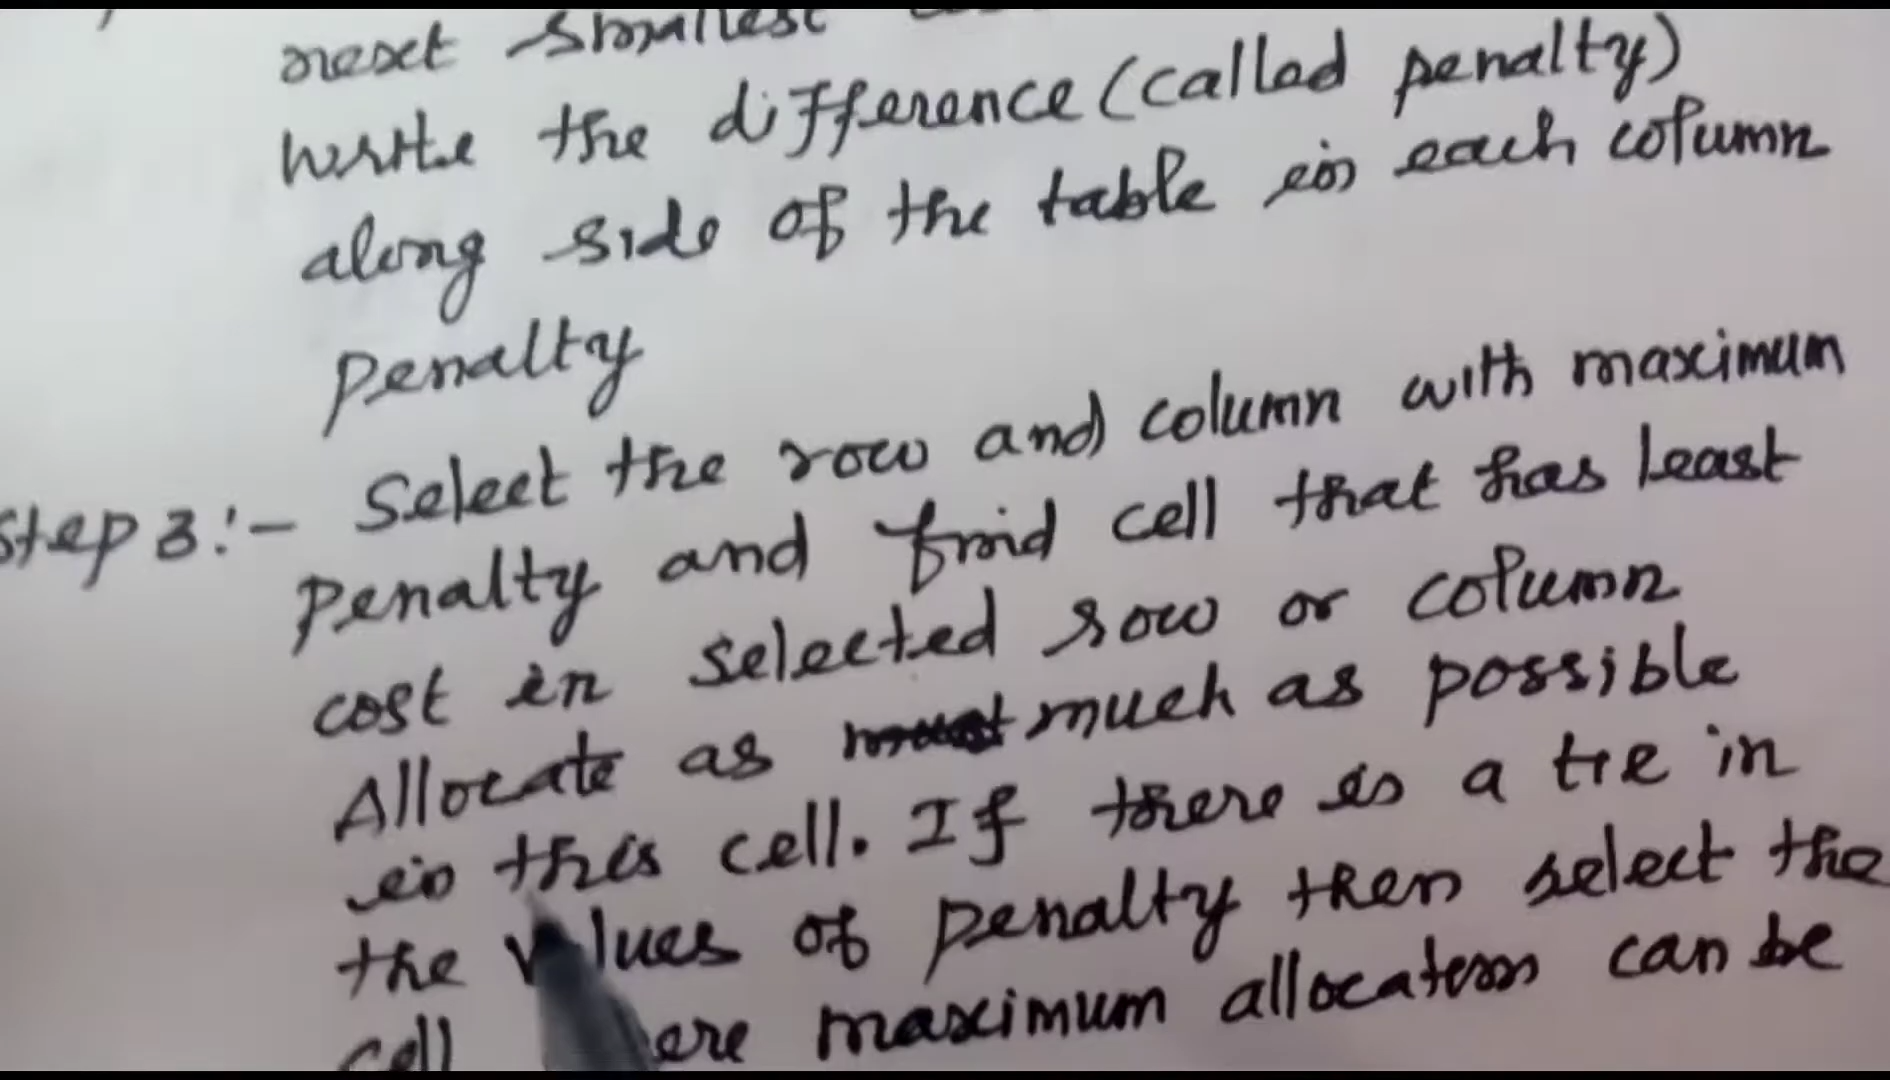 next smallest
write the difference (called penalty)
along side of the table in each column
penalty
Step 3:- Select the row and column with maximum
penalty and find cell that has least
cost in selected row or column
Allocate as much as possible
in this cell. If there is a tie in
the values of penalty then select the
cell where maximum allocation can be